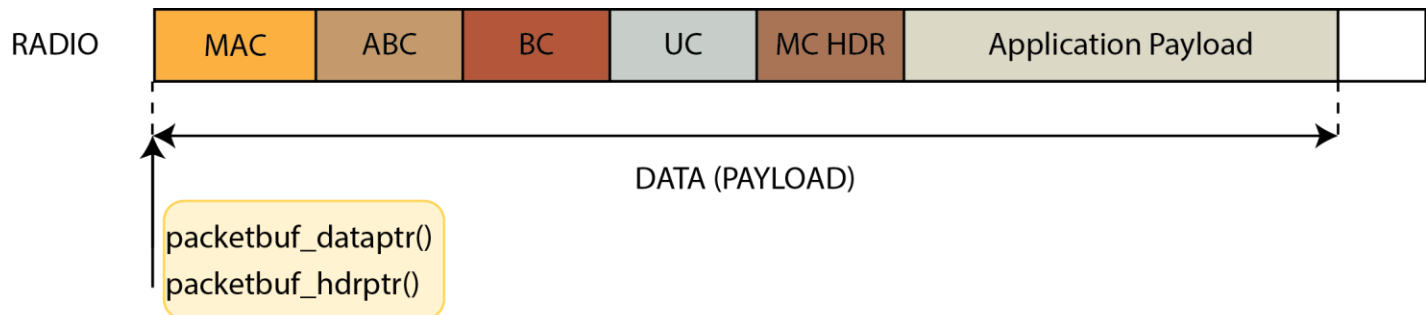 RADIO MAC ABC BC UC MC HDR Application Payload
DATA (PAYLOAD)
packetbuf_dataptr()
packetbuf_hdrptr()